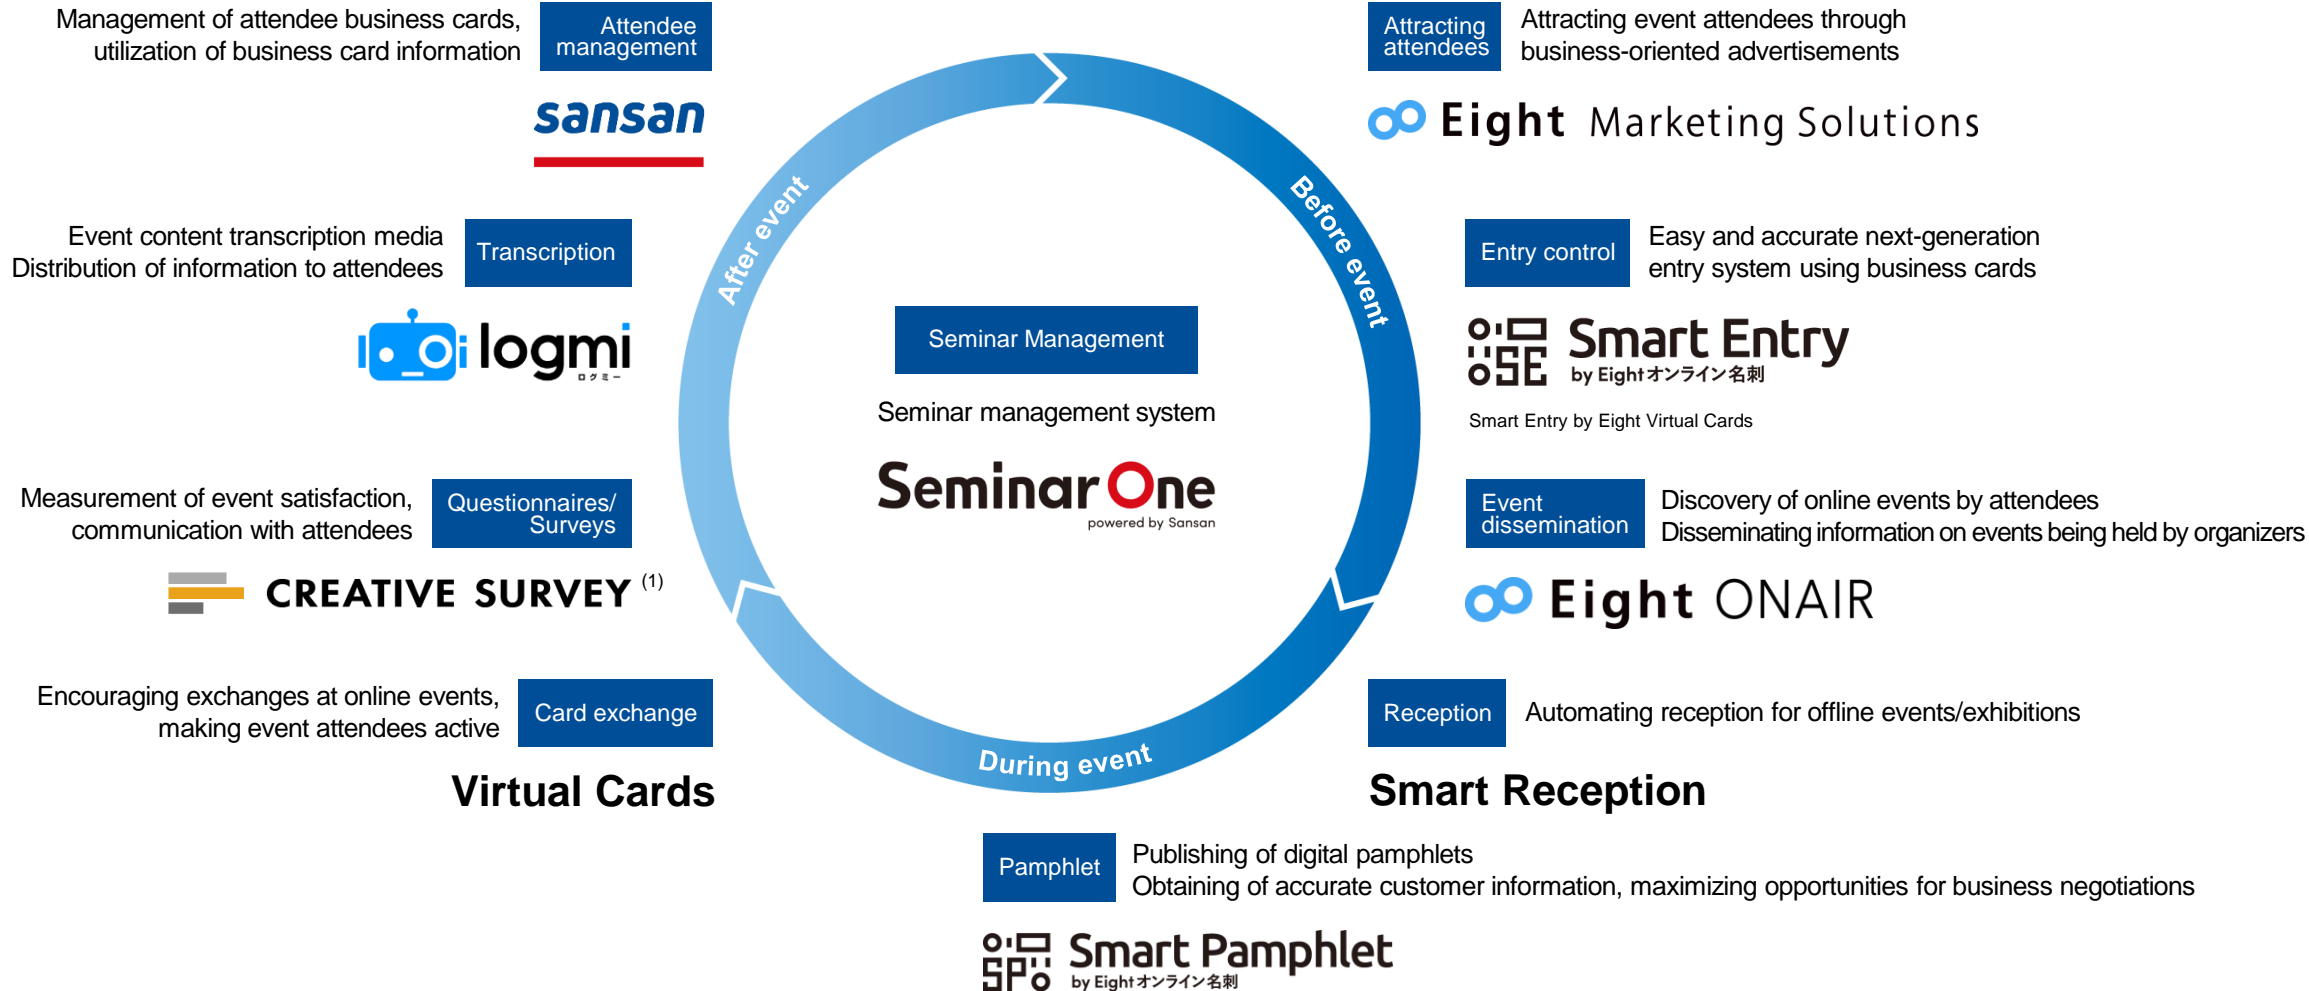 Management of attendee business cards,
utilization of business card information
Attendee
management
sansan
Attracting
attendees
Attracting event attendees through
business-oriented advertisements
Eight Marketing Solutions
Event content transcription media
Distribution of information to attendees
Transcription
logmi
ログミー
Entry control
Easy and accurate next-generation
entry system using business cards
SE
Smart Entry
by Eightオンライン名刺
Smart Entry by Eight Virtual Cards
After event
Before event
During event
Seminar Management
Seminar management system
Seminar One
powered by Sansan
Measurement of event satisfaction,
communication with attendees
Questionnaires/
Surveys
CREATIVE SURVEY (1)
Event
dissemination
Discovery of online events by attendees
Disseminating information on events being held by organizers
Eight ONAIR
Encouraging exchanges at online events,
making event attendees active
Card exchange
Virtual Cards
Reception
Automating reception for offline events/exhibitions
Smart Reception
Pamphlet
Publishing of digital pamphlets
Obtaining of accurate customer information, maximizing opportunities for business negotiations
SP
Smart Pamphlet
by Eightオンライン名刺